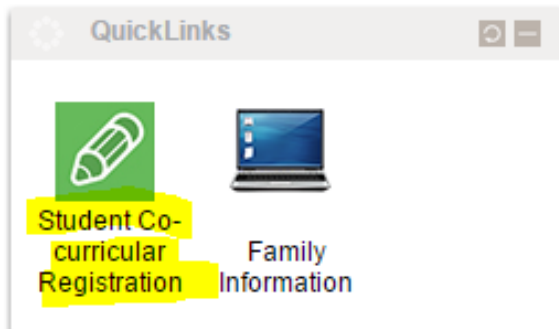 QuickLinks
Student Co-
curricular
Registration
Family
Information